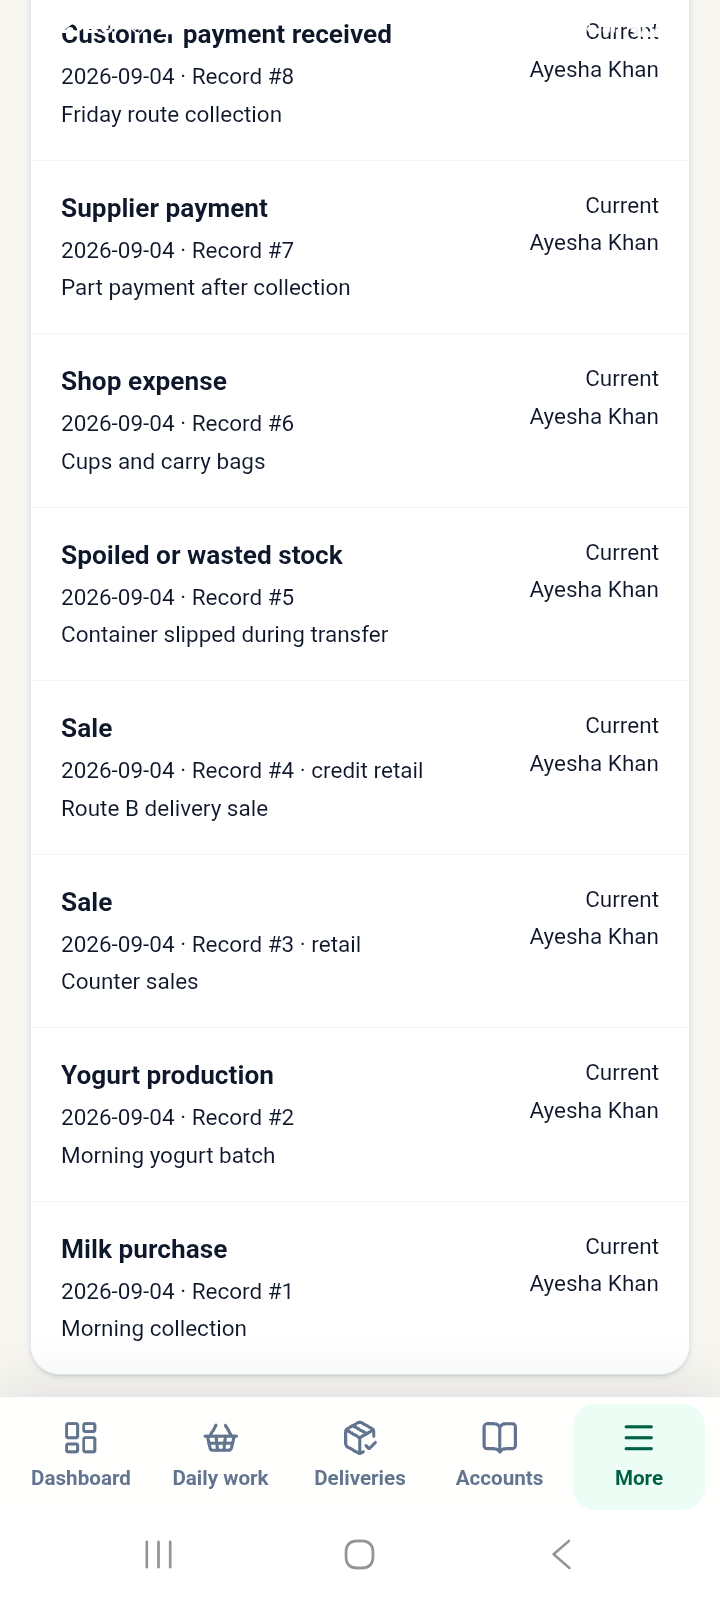 Customer payment received
Current
2026-09-04 · Record #8
Ayesha Khan
Friday route collection
Supplier payment
Current
2026-09-04 · Record #7
Ayesha Khan
Part payment after collection
Shop expense
Current
2026-09-04 · Record #6
Ayesha Khan
Cups and carry bags
Spoiled or wasted stock
Current
2026-09-04 · Record #5
Ayesha Khan
Container slipped during transfer
Sale
Current
2026-09-04 · Record #4 · credit retail
Ayesha Khan
Route B delivery sale
Sale
Current
2026-09-04 · Record #3 · retail
Ayesha Khan
Counter sales
Yogurt production
Current
2026-09-04 · Record #2
Ayesha Khan
Morning yogurt batch
Milk purchase
Current
2026-09-04 · Record #1
Ayesha Khan
Morning collection
Dashboard
Daily work
Deliveries
Accounts
More